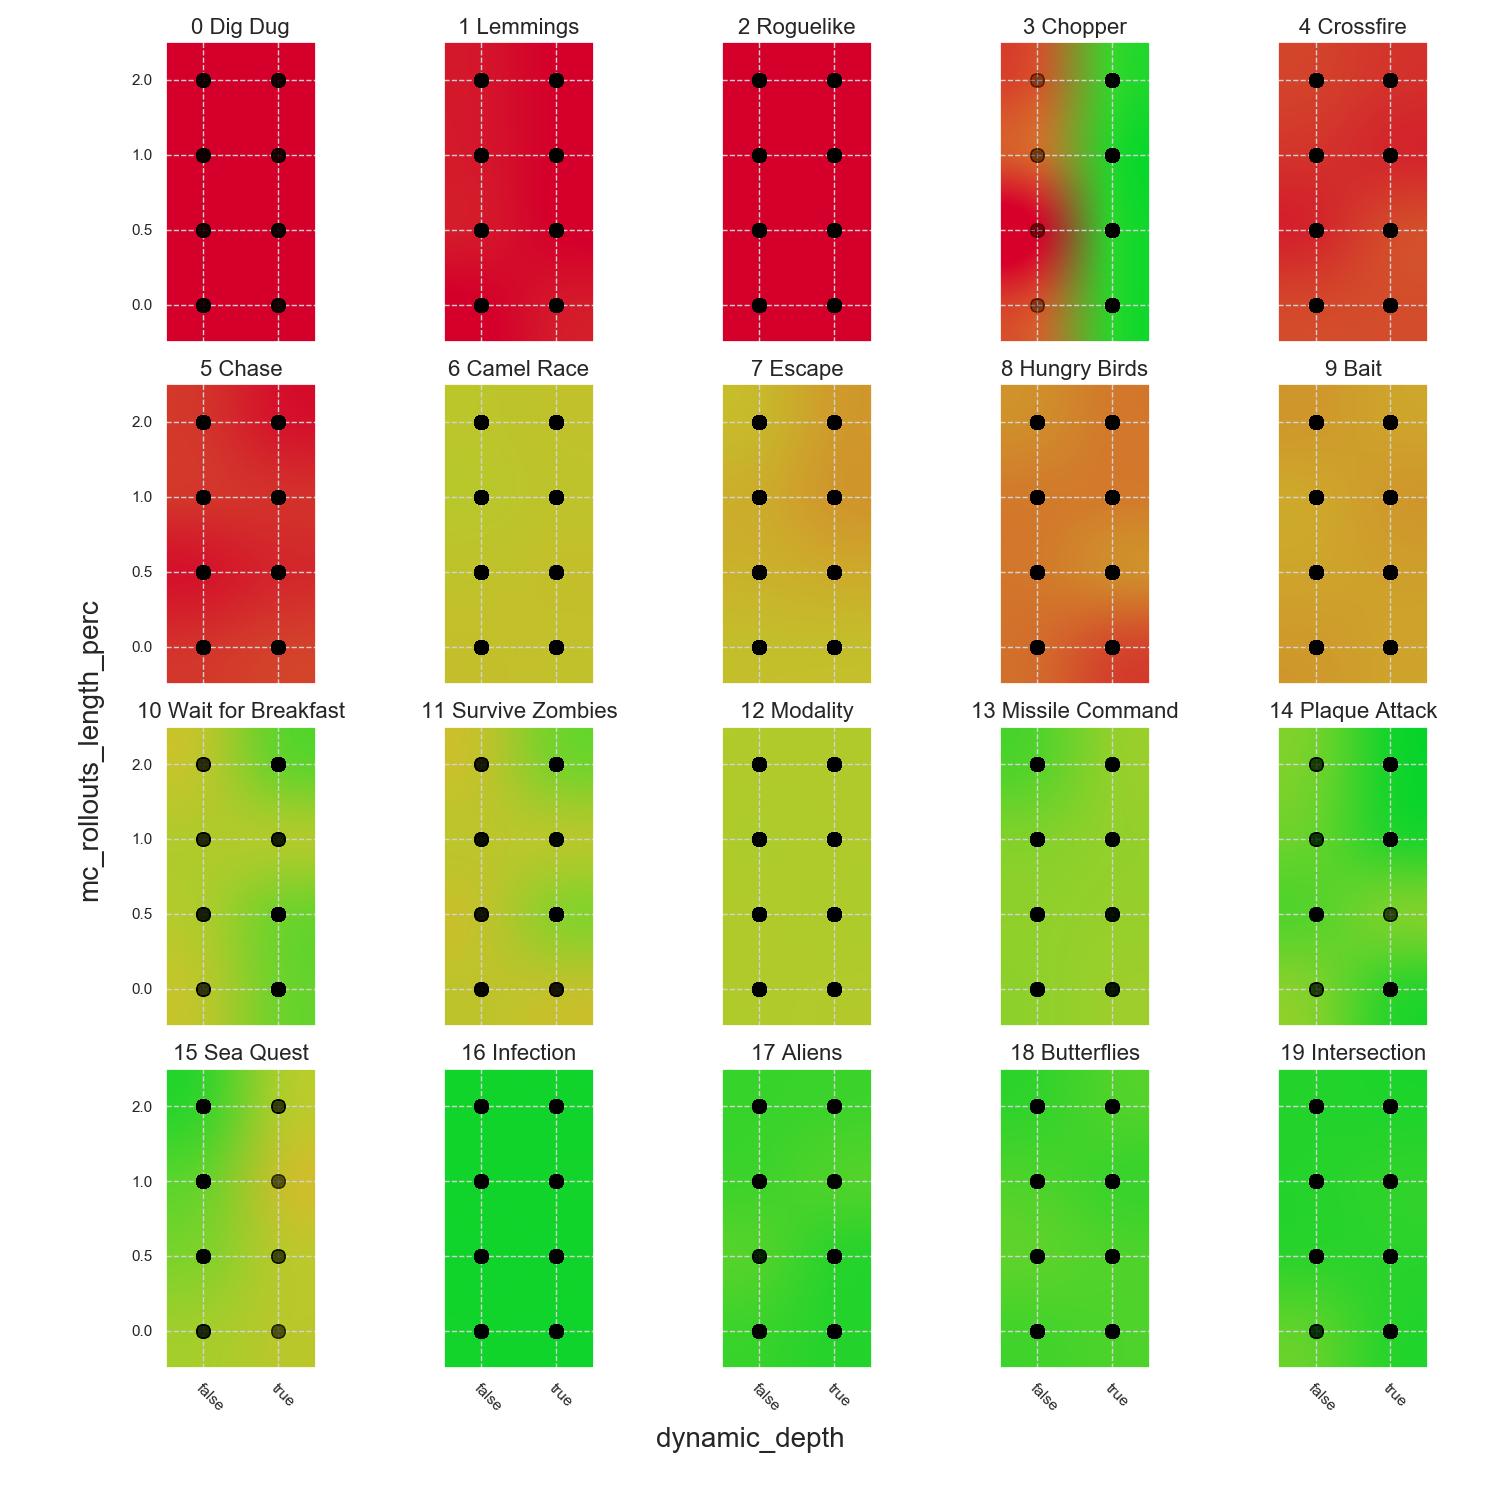 0 Dig Dug
1 Lemmings
2 Roguelike
3 Chopper
4 Crossfire
2.0
1.0
0.5
0.0
5 Chase
6 Camel Race
7 Escape
8 Hungry Birds
9 Bait
2.0
1.0
0.5
0.0
mc_rollouts_length_perc
10 Wait for Breakfast
11 Survive Zombies
12 Modality
13 Missile Command
14 Plaque Attack
2.0
1.0
0.5
0.0
15 Sea Quest
16 Infection
17 Aliens
18 Butterflies
19 Intersection
2.0
1.0
0.5
0.0
false
true
false
true
false
true
false
true
false
true
dynamic_depth